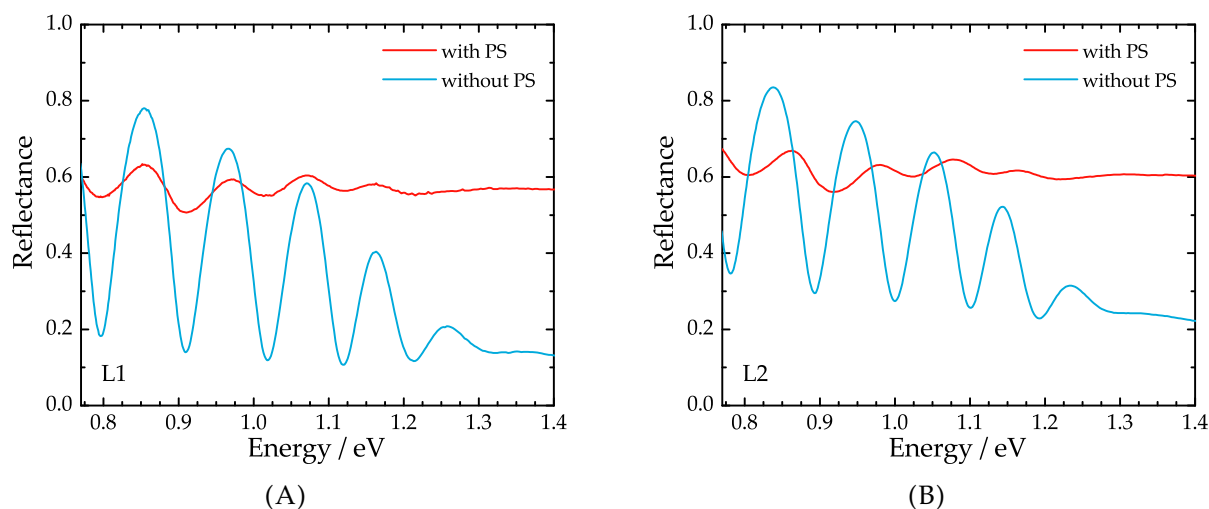 1.0
0.8
0.6
0.4
0.2
0.0
Reflectance
with PS
without PS
L1
0.8 0.9 1.0 1.1 1.2 1.3 1.4
Energy / eV
(A)
1.0
0.8
0.6
0.4
0.2
0.0
Reflectance
with PS
without PS
L2
0.8 0.9 1.0 1.1 1.2 1.3 1.4
Energy / eV
(B)